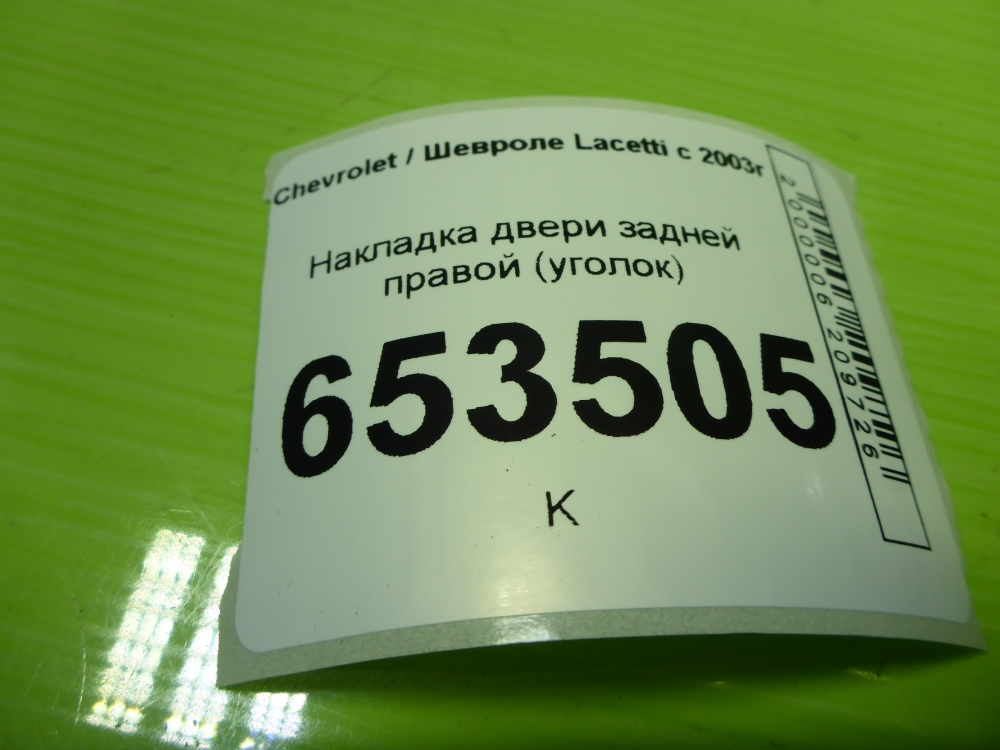 Chevrolet / Шевроле Lacetti с 2003г
Накладка двери задней
правой (уголок)
653505
К
2000006209726